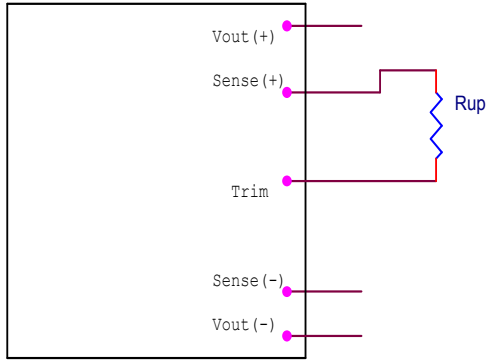 Vout(+)
Sense(+)
Rup
Trim
Sense(-)
Vout(-)